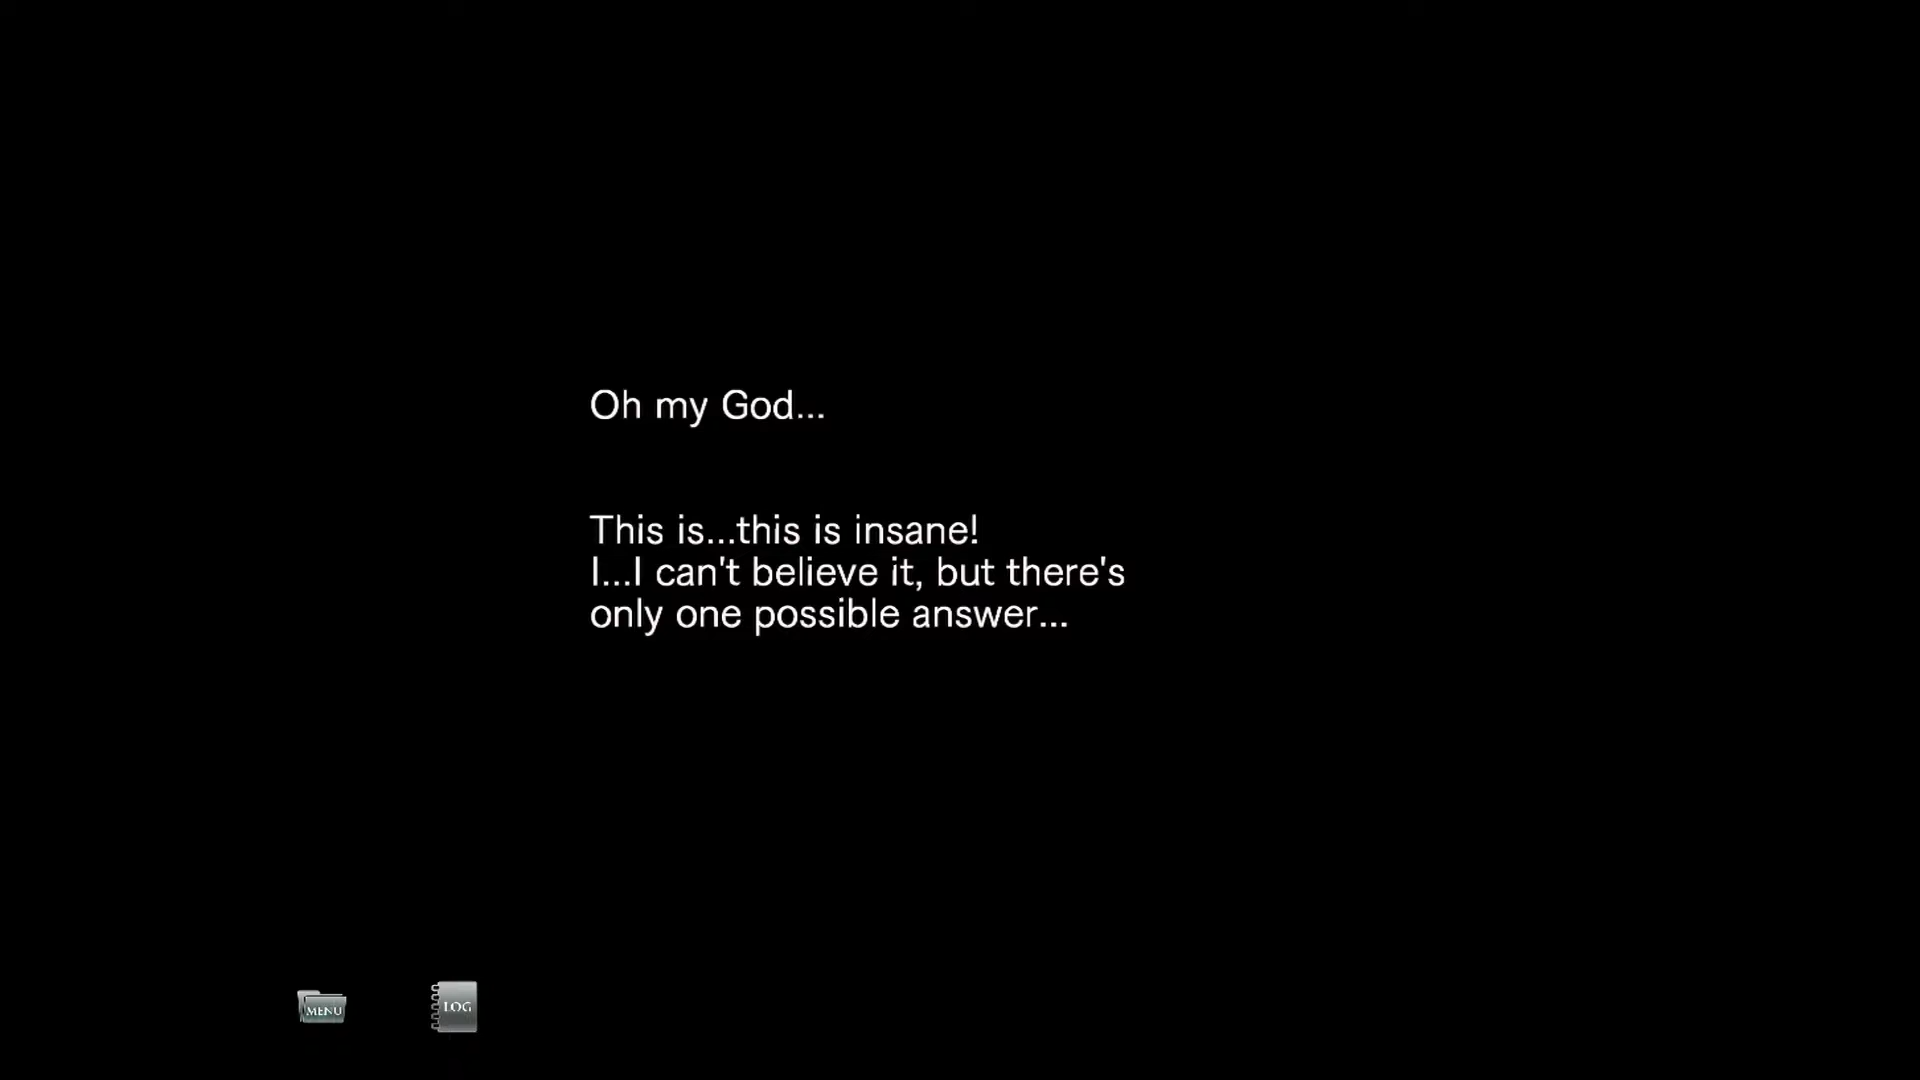 Oh my God...
This is...this is insane!
I...I can't believe it, but there's
only one possible answer...
MENU
LOG